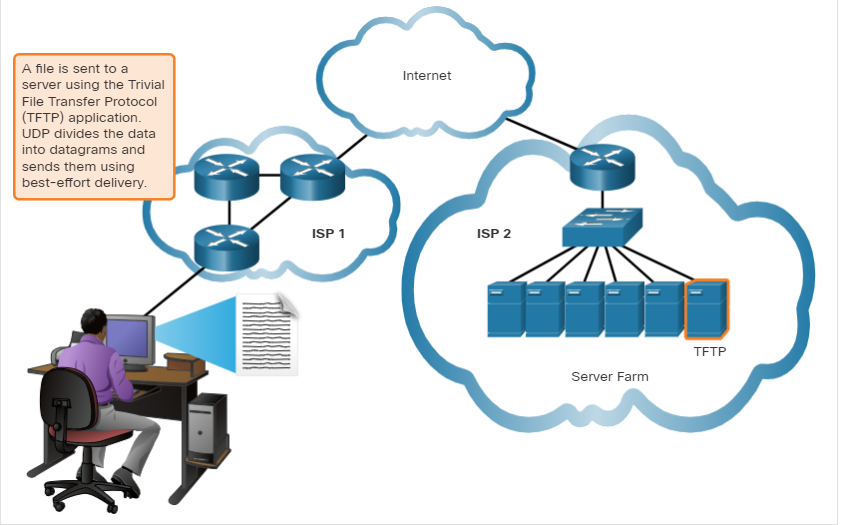 A file is sent to a
server using the Trivial
File Transfer Protocol
(TFTP) application.
UDP divides the data
into datagrams and
sends them using
best-effort delivery.
Internet
ISP 1
ISP 2
TFTP
Server Farm